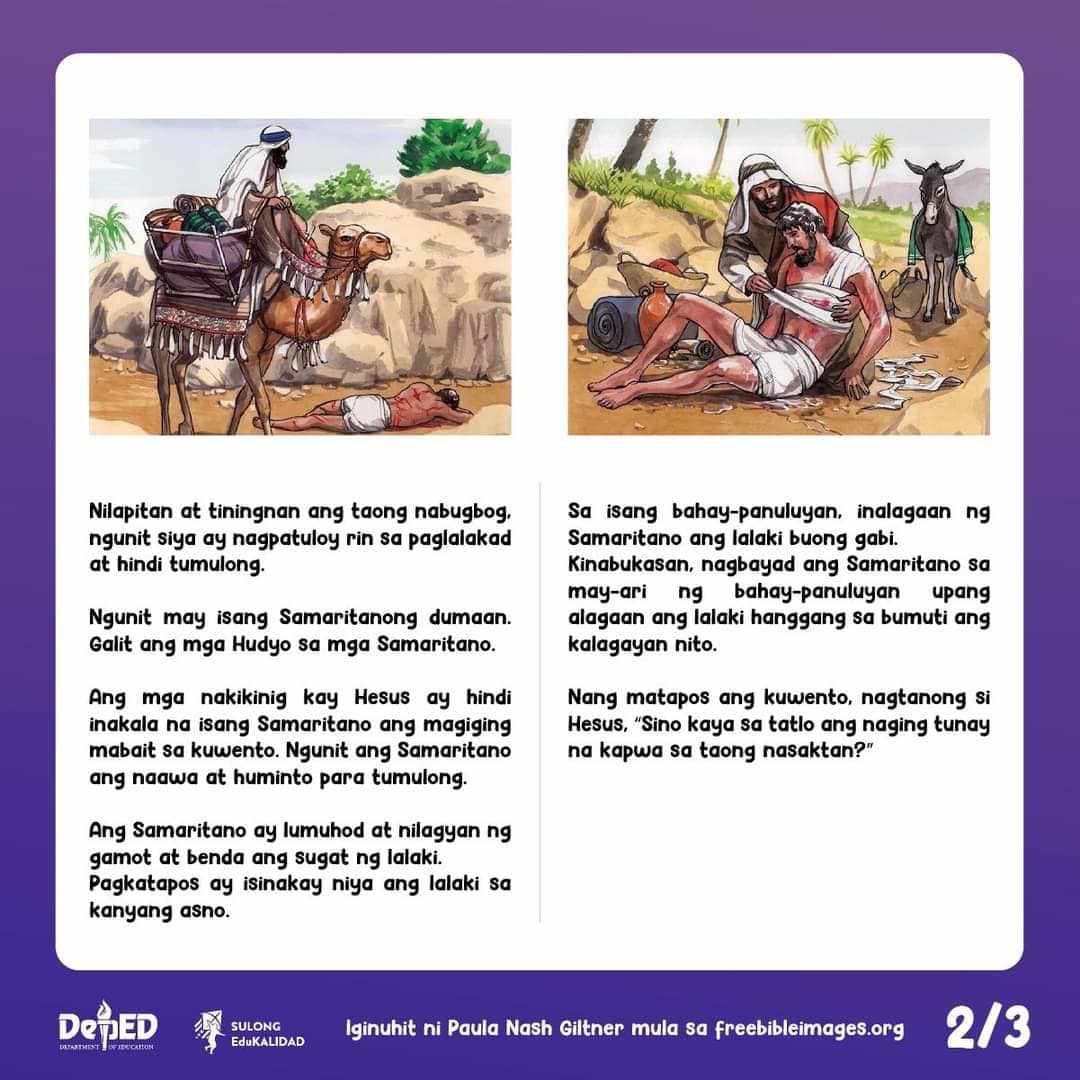 Nilapitan at tiningnan ang taong nabugbog,
ngunit siya ay nagpatuloy rin sa paglalakad
at hindi tumulong.
Ngunit may isang Samaritanong dumaan.
Galit ang mga Hudyo sa mga Samaritano.
Ang mga nakikinig kay Hesus ay hindi
inakala na isang Samaritano ang magiging
mabait sa kuwento. Ngunit ang Samaritano
ang naawa at huminto para tumulong.
Ang Samaritano ay lumuhod at nilagyan ng
gamot at benda ang sugat ng lalaki.
Pagkatapos ay isinakay niya ang lalaki sa
kanyang asno.
Sa isang bahay-panuluyan, inalagaan ng
Samaritano ang lalaki buong gabi.
Kinabukasan, nagbayad ang Samaritano sa
may-ari ng bahay-panuluyan upang
alagaan ang lalaki hanggang sa bumuti ang
kalagayan nito.
Nang matapos ang kuwento, nagtanong si
Hesus, “Sino kaya sa tatlo ang naging tunay
na kapwa sa taong nasaktan?”
DepED
DEPARTMENT OF EDUCATION
SULONG
EduKALIDAD
Iginuhit ni Paula Nash Giltner mula sa freebibleimages.org
2/3